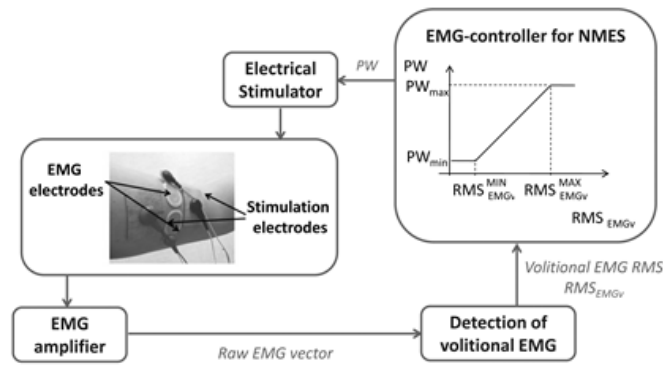 EMG-controller for NMES
PW
PWmax
PWmin
RMS MIN EMGv
RMS MAX EMGv
RMS EMGv
PW
Electrical
Stimulator
EMG
electrodes
Stimulation
electrodes
EMG
amplifier
Raw EMG vector
Detection of
volitional EMG
Volitional EMG RMS
RMSEMGv